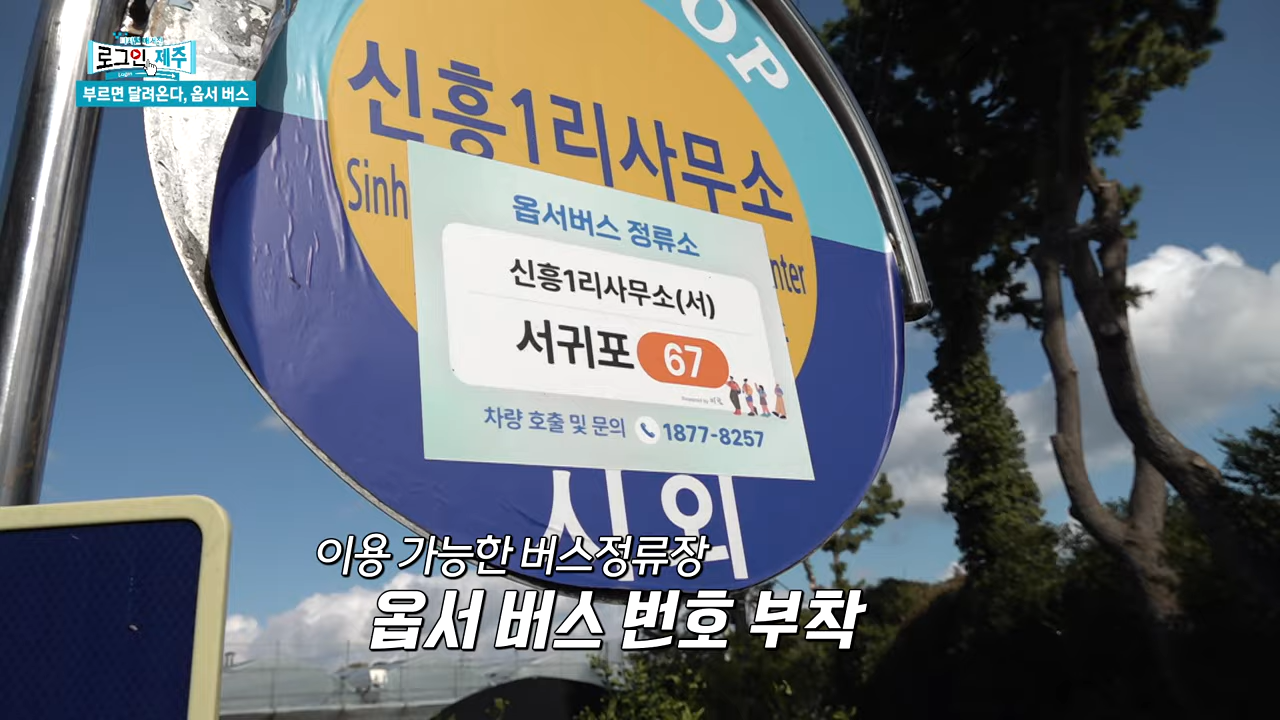 로그인 제주
Login
부르면 달려온다, 옵서 버스
OP
신흥1리사무소
Sinh
nter
옵서버스 정류소
신흥1리사무소(서)
서귀포 67
Powered by
차량 호출 및 문의 1877-8257
시외
이용 가능한 버스정류장
옵서 버스 번호 부착